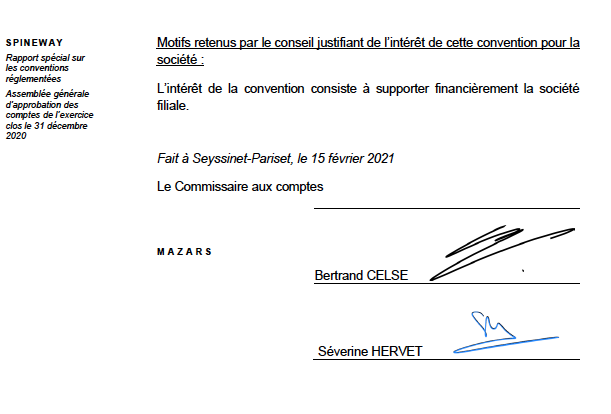 SPINEWAY
Rapport spécial sur
les conventions
réglementées
Assemblée générale
d'approbation des
comptes de l'exercice
clos le 31 décembre
2020
Motifs retenus par le conseil justifiant de l'intérêt de cette convention pour la
société :
L'intérêt de la convention consiste à supporter financièrement la société
filiale.
Fait à Seyssinet-Pariset, le 15 février 2021
Le Commissaire aux comptes
MAZARS
Bertrand CELSE
Séverine HERVET